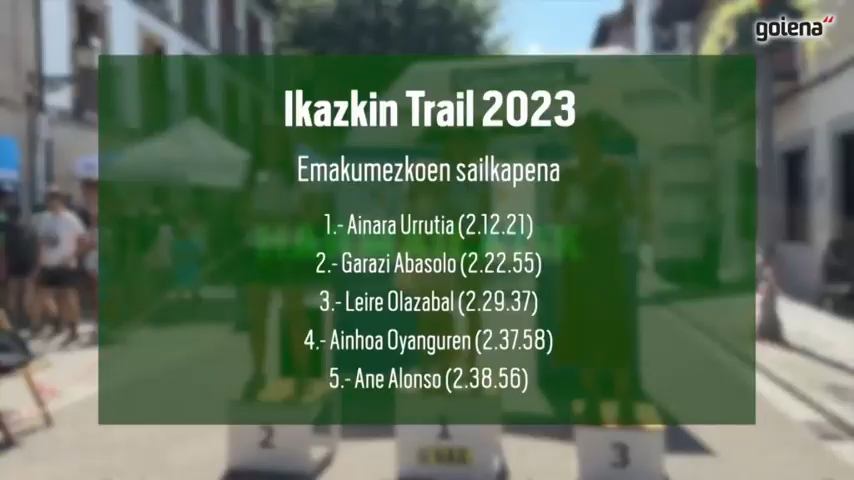 goiena
Ikazkin Trail 2023
Emakumezkoen sailkapena
1.- Ainara Urrutia (2.12.21)
2.- Garazi Abasolo (2.22.55)
3.- Leire Olazabal (2.29.37)
4.- Ainhoa Oyanguren (2.37.58)
5.- Ane Alonso (2.38.56)
2
1
3